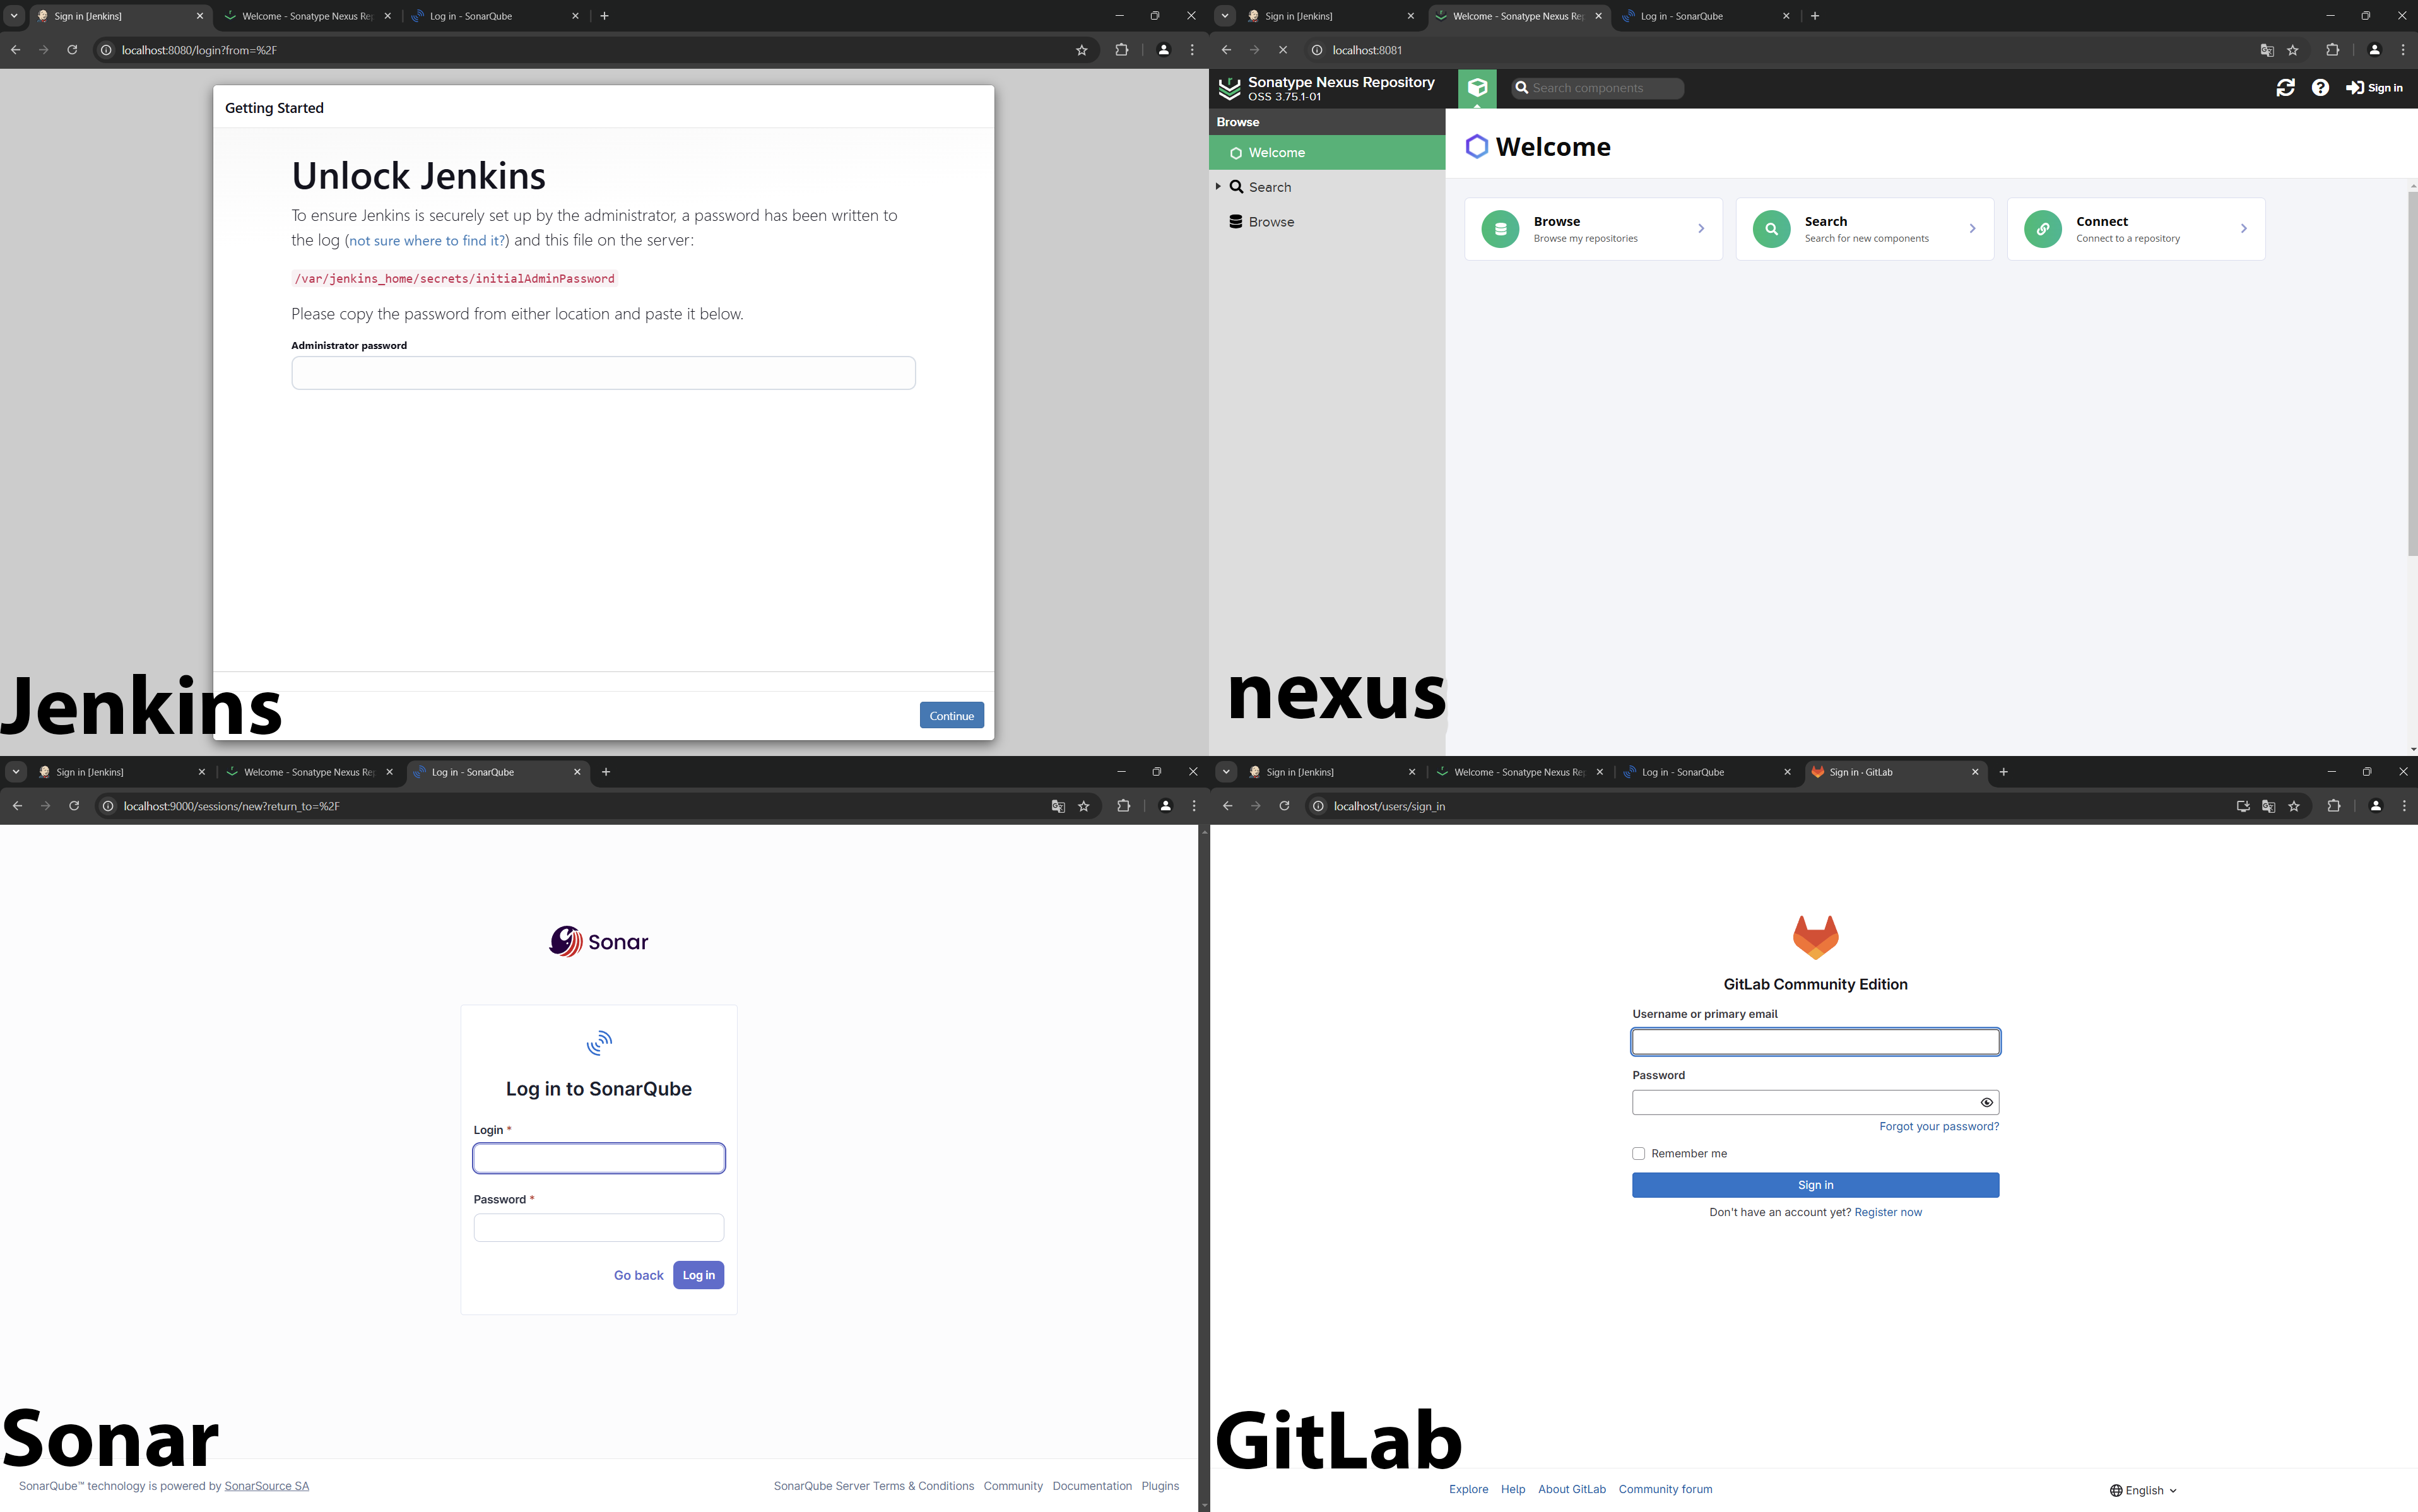 Sign in [Jenkins]
Welcome - Sonatype Nexus Re
Log in - SonarQube
localhost:8080/login?from=%2F
Getting Started
Unlock Jenkins
To ensure Jenkins is securely set up by the administrator, a password has been written to
the log (not sure where to find it?) and this file on the server:
/var/jenkins_home/secrets/initialAdminPassword
Please copy the password from either location and paste it below.
Administrator password
Continue
Jenkins
Sign in [Jenkins]
Welcome - Sonatype Nexus Re
Log in - SonarQube
localhost:8081
Sonatype Nexus Repository
OSS 3.75.1-01
Search components
Sign in
Browse
Welcome
Search
Browse
Welcome
Browse
Browse my repositories
Search
Search for new components
Connect
Connect to a repository
nexus
Sign in [Jenkins]
Welcome - Sonatype Nexus Re
Log in - SonarQube
localhost:9000/sessions/new?return_to=%2F
Sonar
Log in to SonarQube
Login *
Password *
Go back
Log in
Sonar
SonarQube™ technology is powered by SonarSource SA
SonarQube Server Terms & Conditions Community Documentation Plugins
Sign in [Jenkins]
Welcome - Sonatype Nexus Re
Log in - SonarQube
Sign in · GitLab
localhost/users/sign_in
GitLab Community Edition
Username or primary email
Password
Forgot your password?
Remember me
Sign in
Don't have an account yet? Register now
GitLab
Explore Help About GitLab Community forum
English